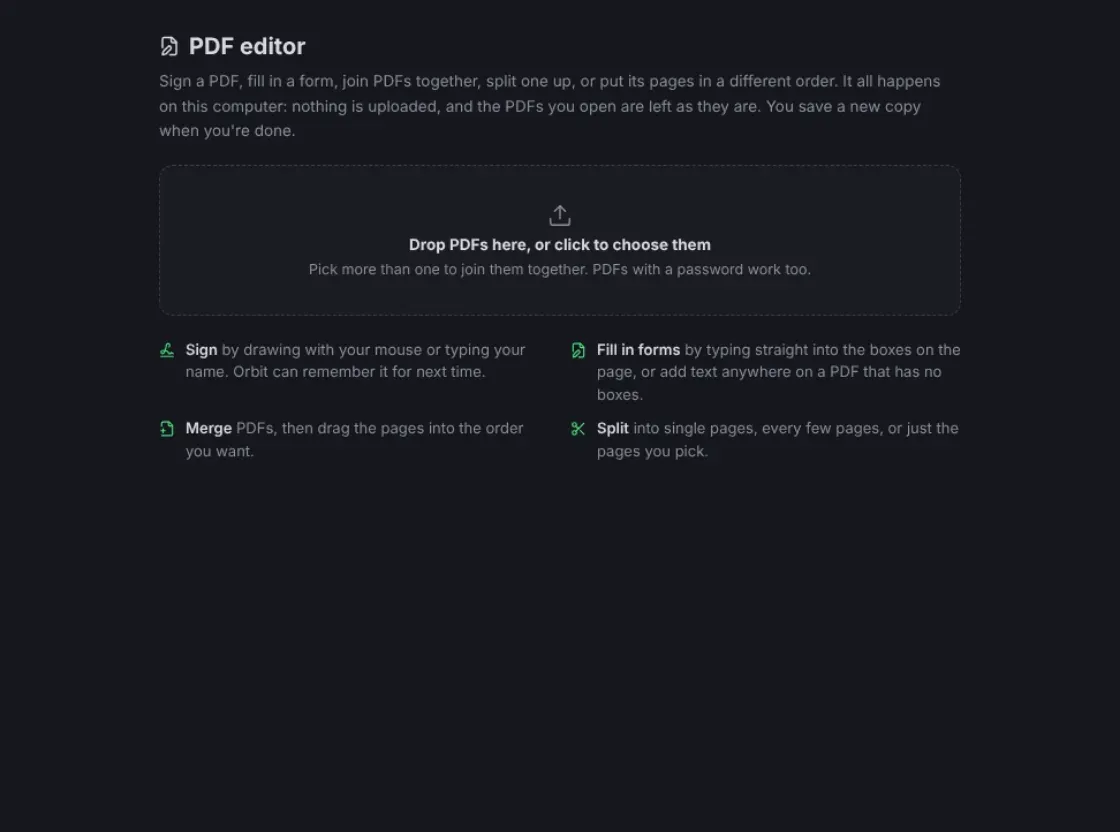 PDF editor
Sign a PDF, fill in a form, join PDFs together, split one up, or put its pages in a different order. It all happens
on this computer: nothing is uploaded, and the PDFs you open are left as they are. You save a new copy
when you're done.
Drop PDFs here, or click to choose them
Pick more than one to join them together. PDFs with a password work too.
Sign by drawing with your mouse or typing your
name. Orbit can remember it for next time.
Fill in forms by typing straight into the boxes on the
page, or add text anywhere on a PDF that has no
boxes.
Merge PDFs, then drag the pages into the order
you want.
Split into single pages, every few pages, or just the
pages you pick.